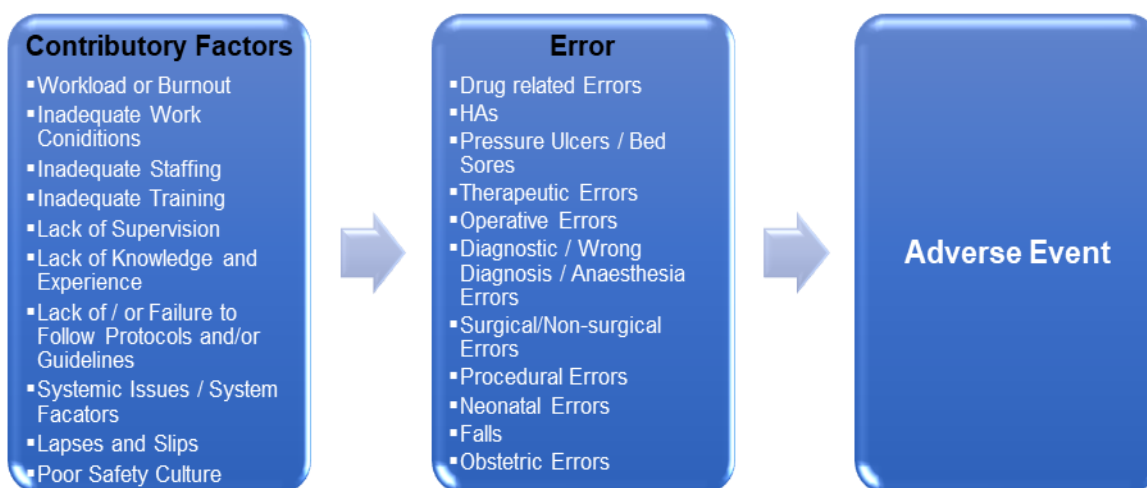 Contributory Factors
▪Workload or Burnout
▪Inadequate Work
Coniditions
▪Inadequate Staffing
▪Inadequate Training
▪Lack of Supervision
▪Lack of Knowledge and
Experience
▪Lack of / or Failure to
Follow Protocols and/or
Guidelines
▪Systemic Issues / System
Facators
▪Lapses and Slips
▪Poor Safety Culture
Error
▪Drug related Errors
▪HAs
▪Pressure Ulcers / Bed
Sores
▪Therapeutic Errors
▪Operative Errors
▪Diagnostic / Wrong
Diagnosis / Anaesthesia
Errors
▪Surgical/Non-surgical
Errors
▪Procedural Errors
▪Neonatal Errors
▪Falls
▪Obstetric Errors
Adverse Event